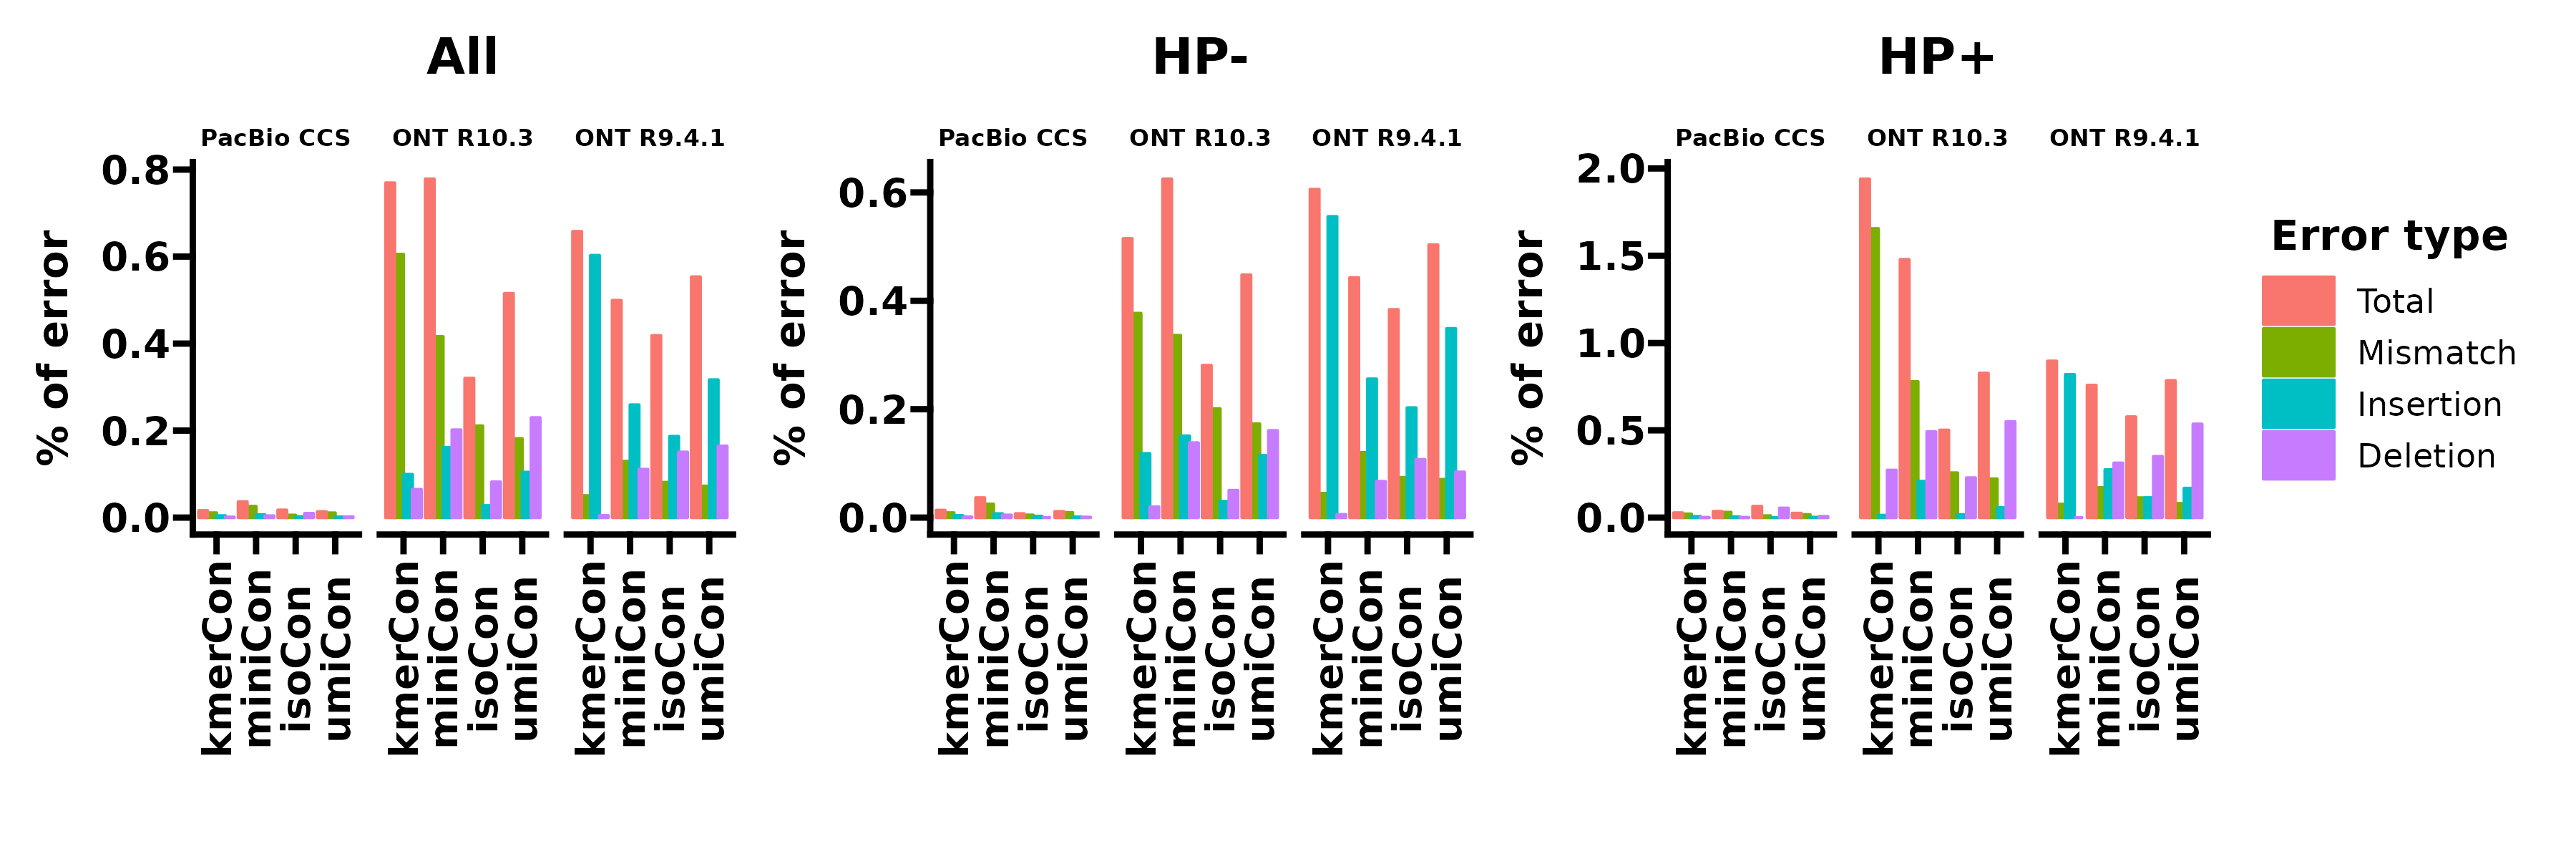 All
HP-
HP+
PacBio CCS
ONT R10.3
ONT R9.4.1
PacBio CCS
ONT R10.3
ONT R9.4.1
PacBio CCS
ONT R10.3
ONT R9.4.1
% of error
0.8
0.6
0.4
0.2
0.0
% of error
0.6
0.4
0.2
0.0
% of error
2.0
1.5
1.0
0.5
0.0
Error type
Total
Mismatch
Insertion
Deletion
kmerCon
miniCon
isoCon
umiCon
kmerCon
miniCon
isoCon
umiCon
kmerCon
miniCon
isoCon
umiCon
kmerCon
miniCon
isoCon
umiCon
kmerCon
miniCon
isoCon
umiCon
kmerCon
miniCon
isoCon
umiCon
kmerCon
miniCon
isoCon
umiCon
kmerCon
miniCon
isoCon
umiCon
kmerCon
miniCon
isoCon
umiCon